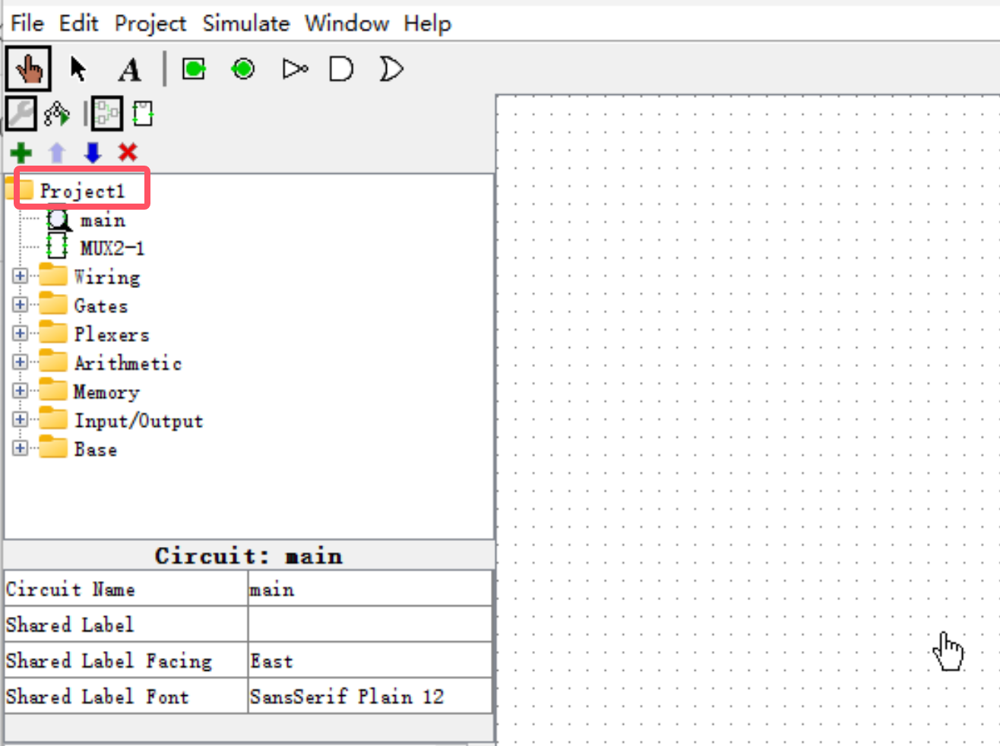 File Edit Project Simulate Window Help
A
Project1
main
MUX2-1
Wiring
Gates
Plexers
Arithmetic
Memory
Input/Output
Base
Circuit: main
Circuit Name main
Shared Label
Shared Label Facing East
Shared Label Font SansSerif Plain 12